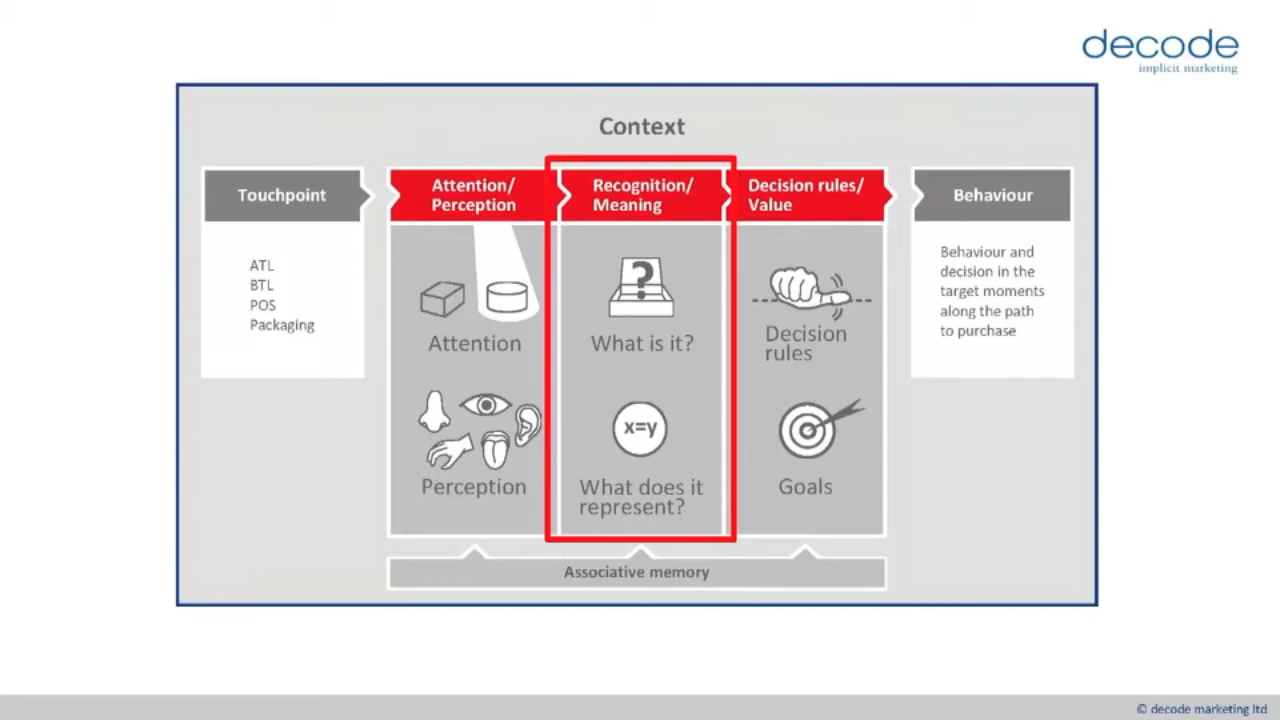 decode
implicit marketing
Context
Touchpoint
ATL
BTL
POS
Packaging
Attention/
Perception
Attention
Perception
Recognition/
Meaning
?
What is it?
x=y
What does it
represent?
Decision rules/
Value
Decision
rules
Goals
Behaviour
Behaviour and
decision in the
target moments
along the path
to purchase
Associative memory
© decode marketing ltd